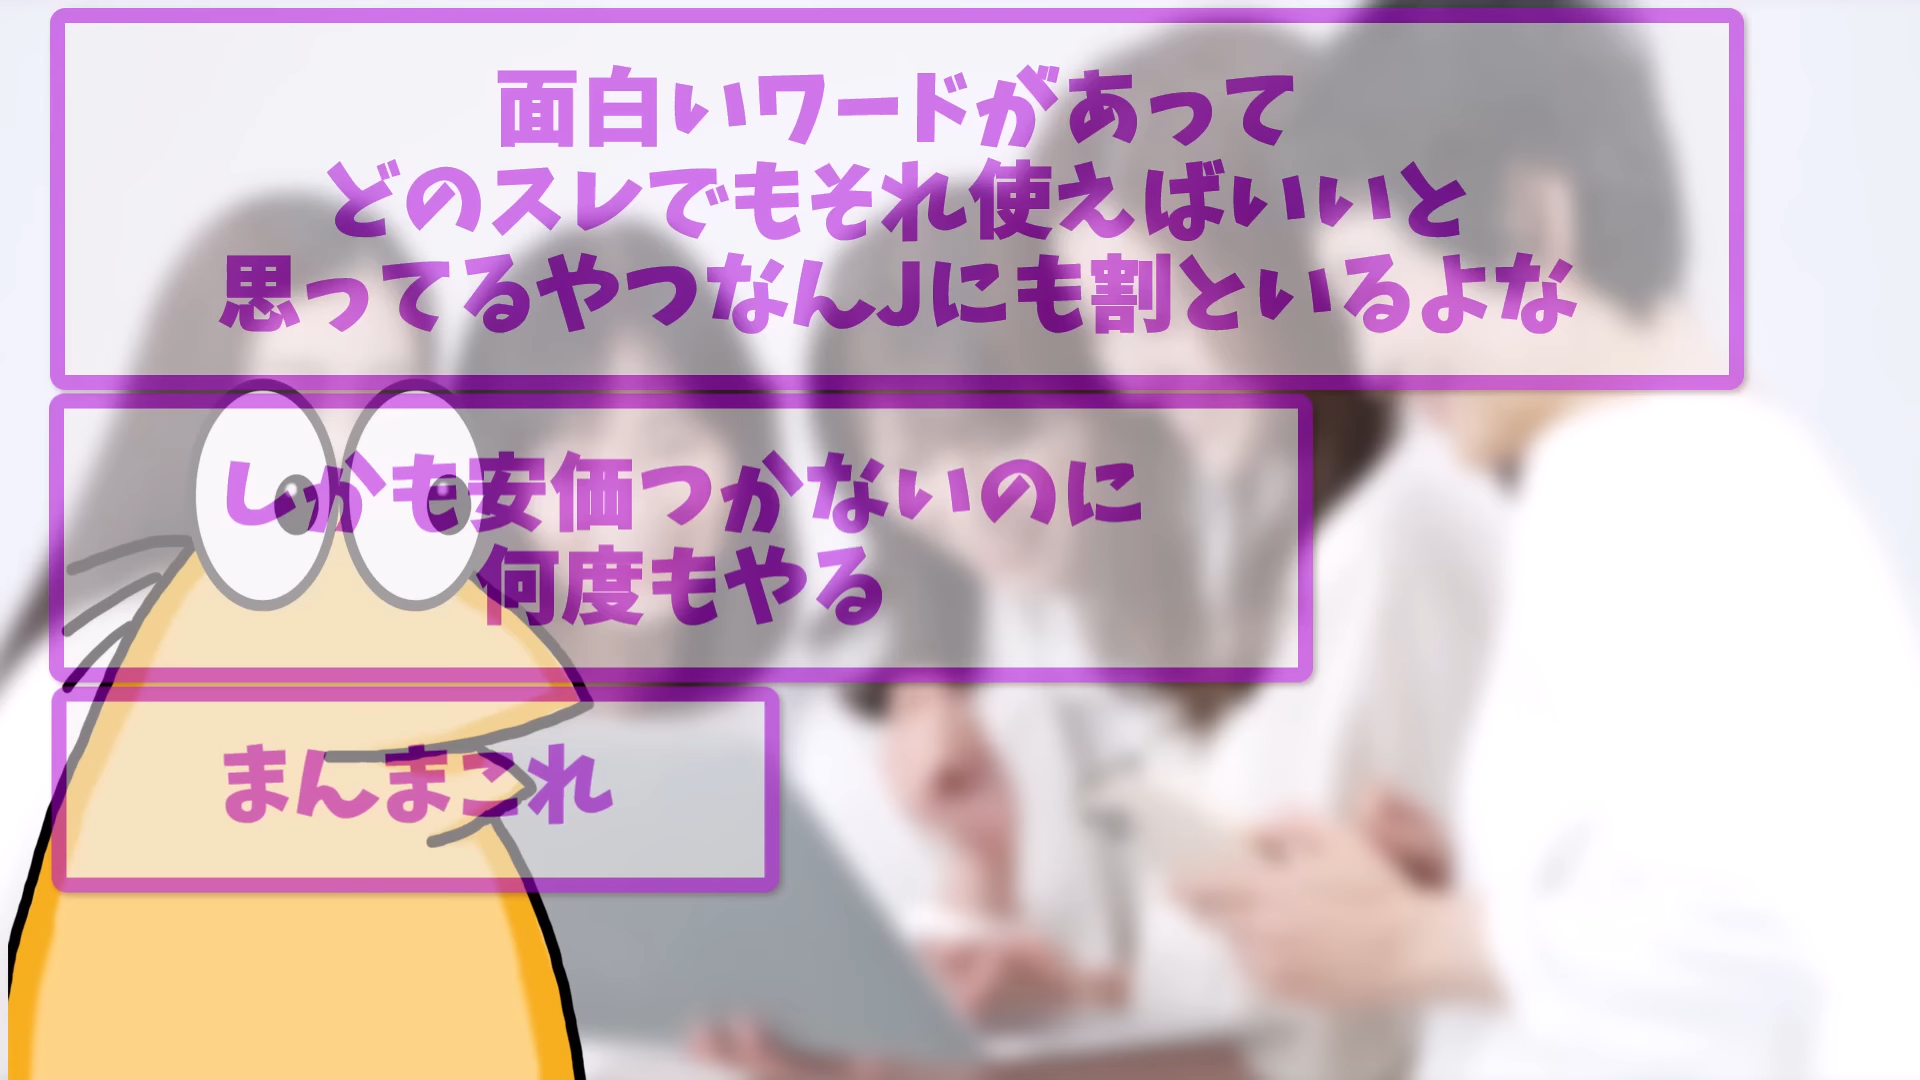 面白いワードがあって
どのスレでもそれ使えばいいと
思ってるやつなんJにも割といるよな
しかも安価つかないのに
何度もやる
まんまこれ